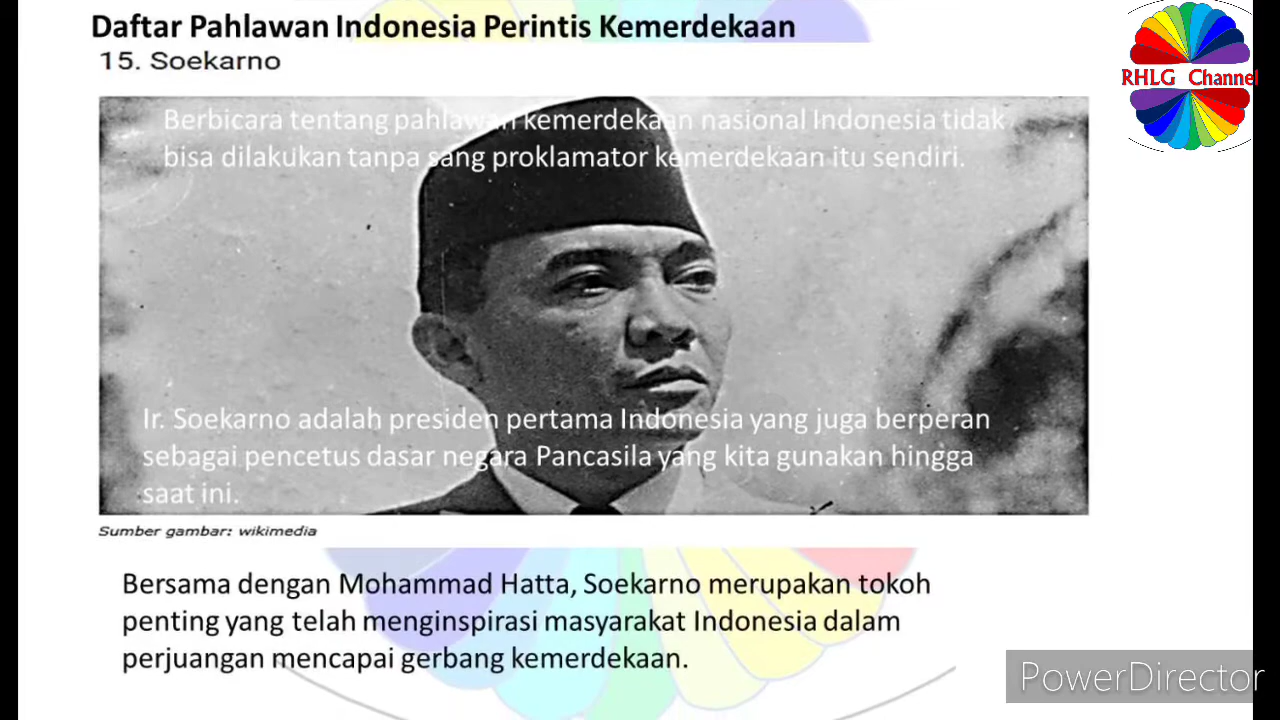 Daftar Pahlawan Indonesia Perintis Kemerdekaan
15. Soekarno
RHLG Channel
Berbicara tentang pahlawan kemerdekaan nasional Indonesia tidak
bisa dilakukan tanpa sang proklamator kemerdekaan itu sendiri.
Ir. Soekarno adalah presiden pertama Indonesia yang juga berperan
sebagai pencetus dasar negara Pancasila yang kita gunakan hingga
saat ini.
Sumber gambar: wikimedia
Bersama dengan Mohammad Hatta, Soekarno merupakan tokoh
penting yang telah menginspirasi masyarakat Indonesia dalam
perjuangan mencapai gerbang kemerdekaan.
PowerDirector